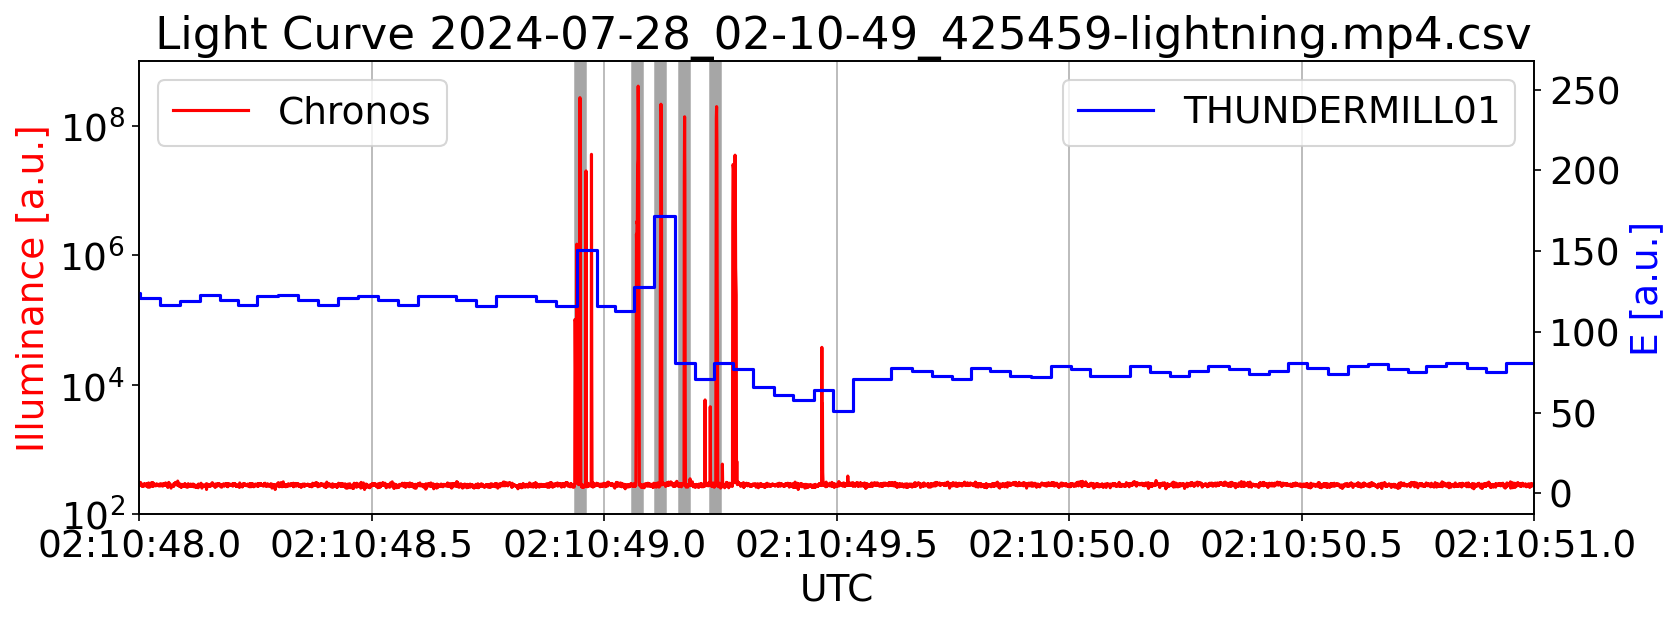 Light Curve 2024-07-28_02-10-49_425459-lightning.mp4.csv
Chronos
THUNDERMILL01
Illuminance [a.u.]
10^8
10^6
10^4
10^2
E [a.u.]
250
200
150
100
50
0
02:10:48.0 02:10:48.5 02:10:49.0 02:10:49.5 02:10:50.0 02:10:50.5 02:10:51.0
UTC